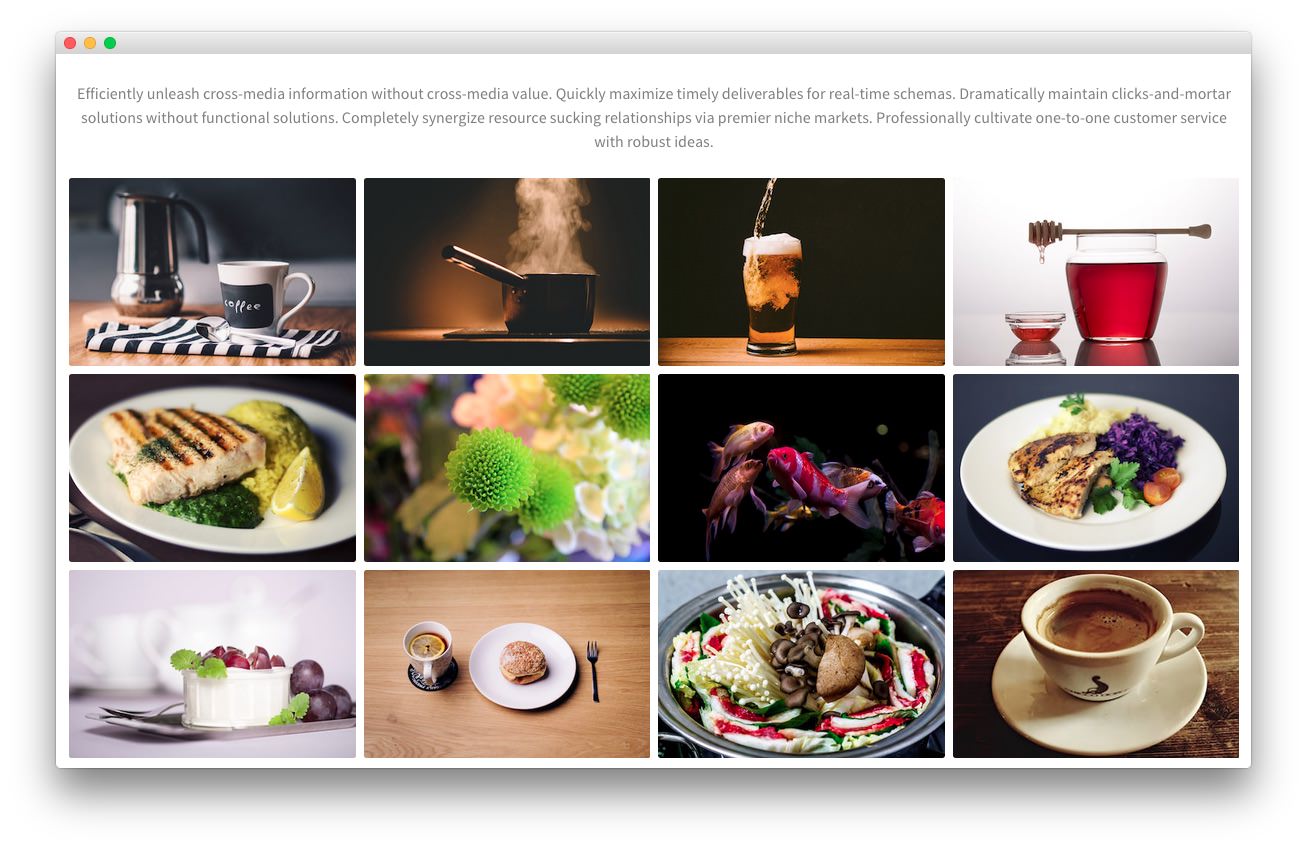 Efficiently unleash cross-media information without cross-media value. Quickly maximize timely deliverables for real-time schemas. Dramatically maintain clicks-and-mortar
solutions without functional solutions. Completely synergize resource sucking relationships via premier niche markets. Professionally cultivate one-to-one customer service
with robust ideas.
coffee